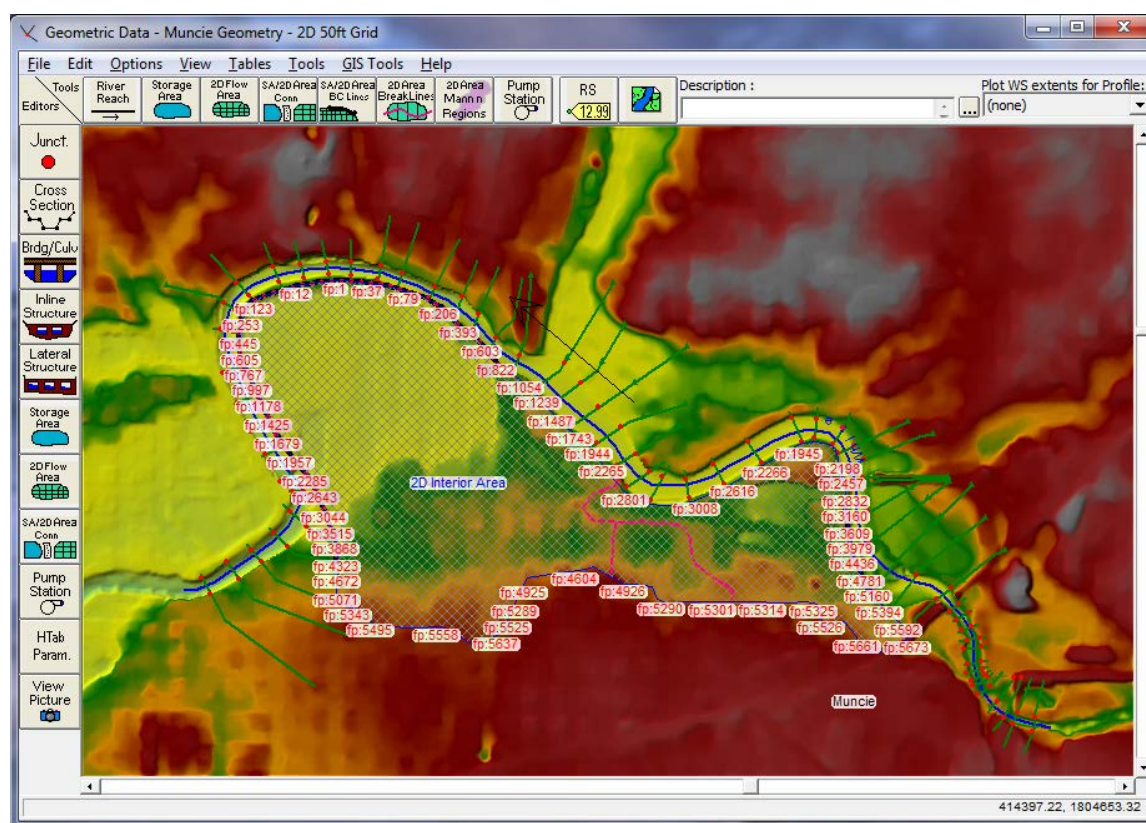 Geometric Data - Muncie Geometry - 2D 50ft Grid
File Edit Options View Tables Tools GIS Tools Help
Tools
Editors
River
Reach
Storage
Area
2D Flow
Area
SA/2D Area
Conn
SA/2D Area
BC Lines
2D Area
BreakLines
2D Area
Mann n
Regions
Pump
Station
RS
12.99
Description :
...
Plot WS extents for Profile:
(none)
Junct.
Cross
Section
Brdg/Culv
Inline
Structure
Lateral
Structure
Storage
Area
2D Flow
Area
SA/2D Area
Conn
Pump
Station
HTab
Param.
View
Picture
fp:123
fp:12
fp:1
fp:37
fp:79
fp:206
fp:393
fp:603
fp:822
fp:1054
fp:1239
fp:1487
fp:1743
fp:1944
fp:2265
fp:2801
fp:3008
fp:2616
fp:2266
fp:1945
fp:2198
fp:2457
fp:2832
fp:3160
fp:3609
fp:3979
fp:4436
fp:4781
fp:5160
fp:5394
fp:5592
fp:5673
fp:5661
fp:5526
fp:5325
fp:5314
fp:5301
fp:5290
fp:4926
fp:4604
fp:4925
fp:5289
fp:5525
fp:5637
fp:5558
fp:5495
fp:5343
fp:5071
fp:4672
fp:4323
fp:3868
fp:3515
fp:3044
fp:2643
fp:2285
fp:1957
fp:1679
fp:1425
fp:1178
fp:997
fp:767
fp:605
fp:445
fp:253
2D Interior Area
Muncie
414397.22, 1804653.32